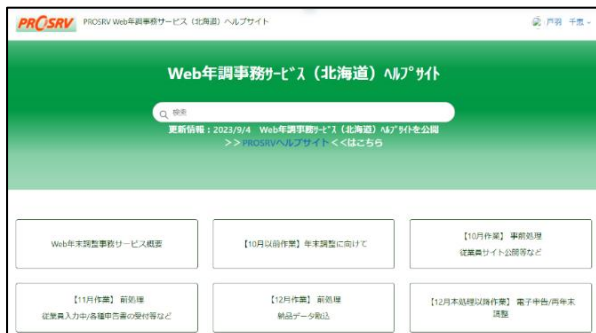 PROSRV PROSRV Web年調事務サービス（北海道）ヘルプサイト 戸羽 千恵
Web年調事務ｻｰﾋﾞｽ（北海道）ﾍﾙﾌﾟｻｲﾄ
検索
更新情報：2023/9/4 Web年調事務ｻｰﾋﾞｽ（北海道）ﾍﾙﾌﾟｻｲﾄを公開
>>PROSRVヘルプサイト<<はこちら
Web年末調整事務サービス概要
【10月以前作業】年末調整に向けて
【10月作業】 事前処理
従業員サイト公開等など
【11月作業】 前処理
従業員入力中/各種申告書の受付等など
【12月作業】 前処理
納品データ取込
【12月本処理以降作業】 電子申告/再年末
調整